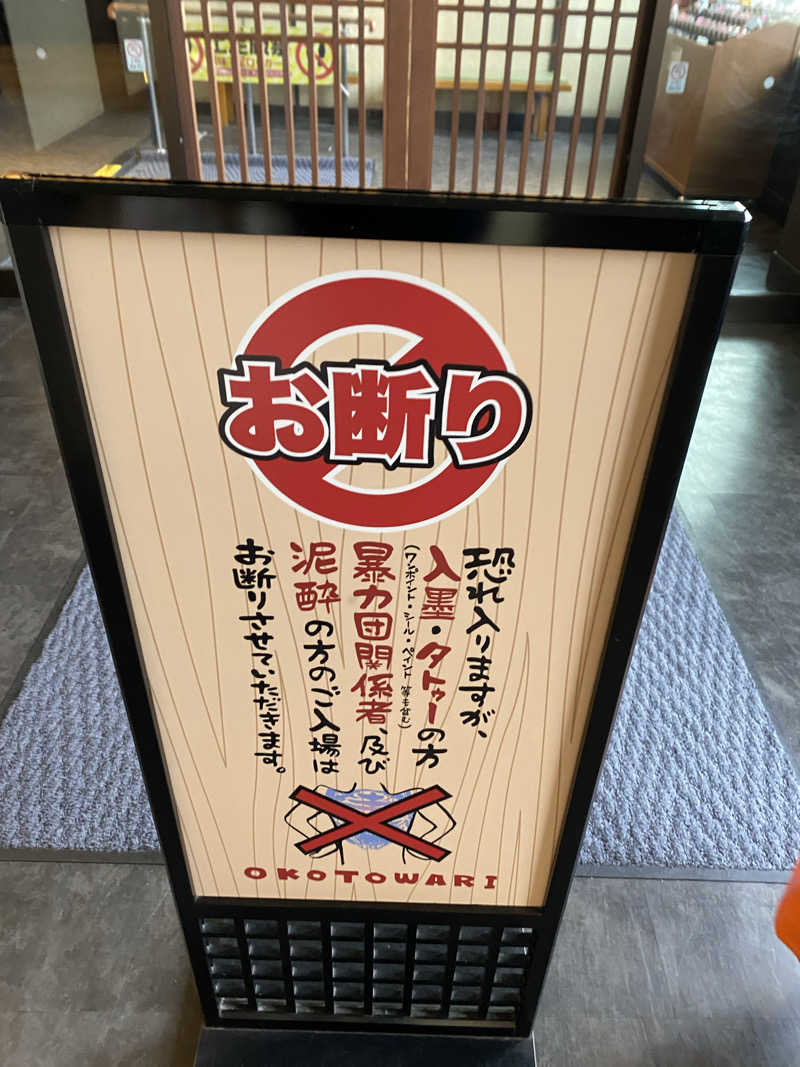 お断り
恐れ入りますが、
入墨・タトゥーの方
(ワンポイント・シール・ペイント 等も含む)
暴力団関係者、及び
泥酔の方のご入場は
お断りさせていただきます。
OKOTOWARI